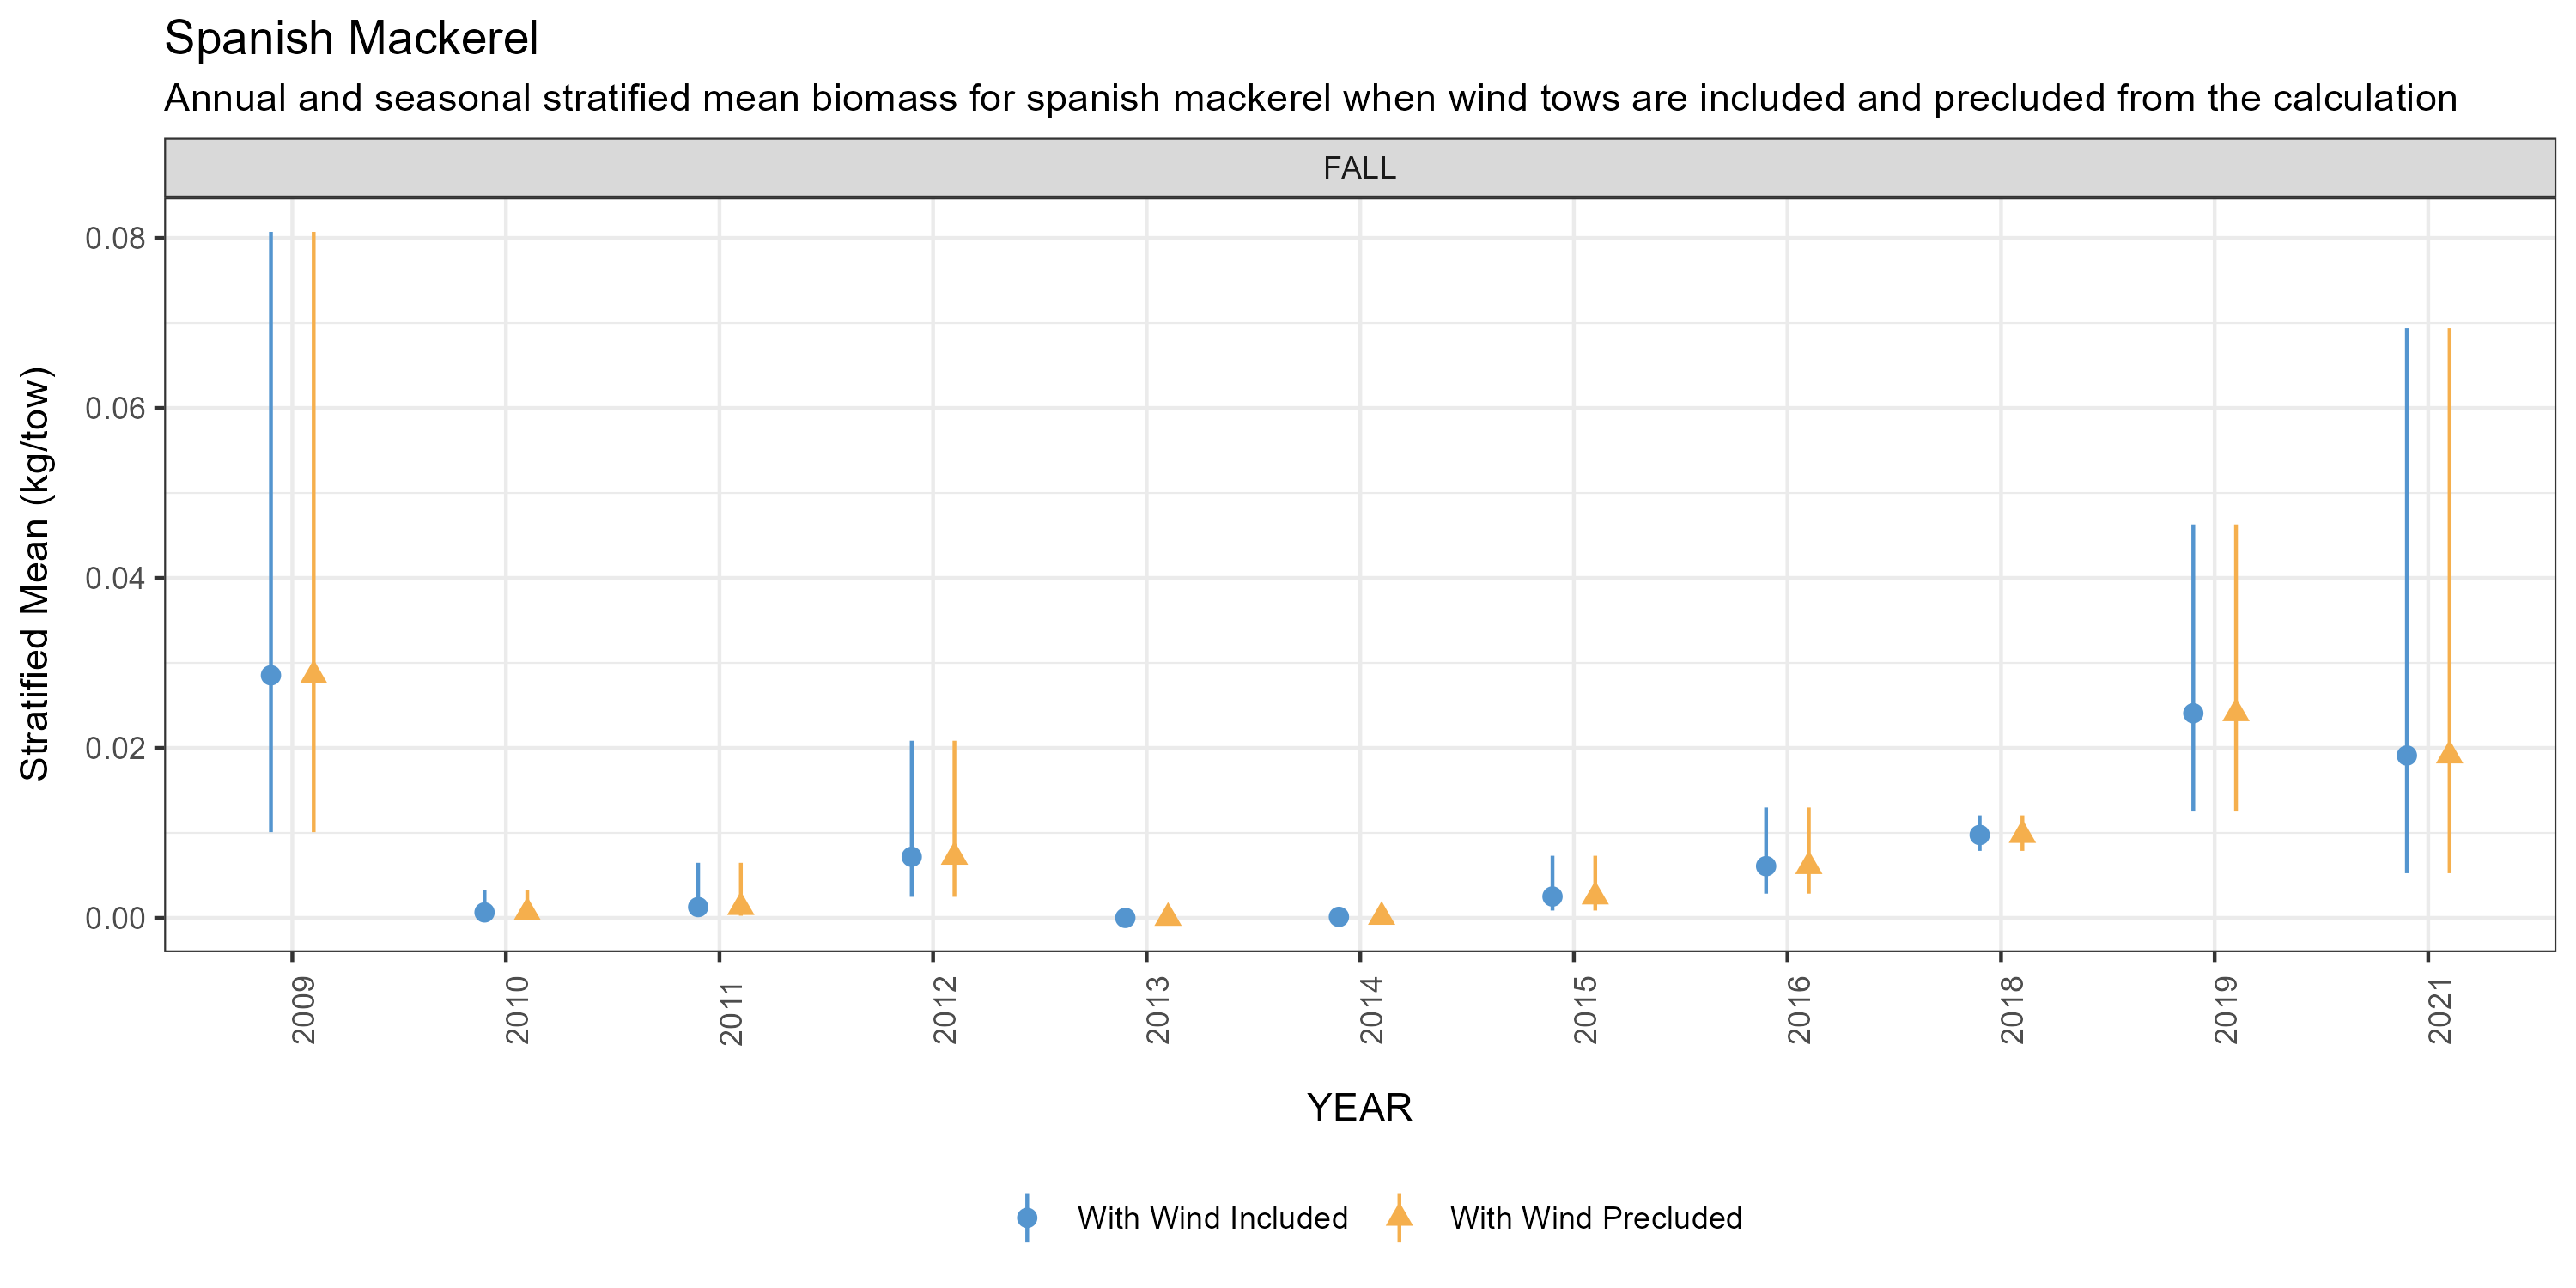 Spanish Mackerel
Annual and seasonal stratified mean biomass for spanish mackerel when wind tows are included and precluded from the calculation
FALL
Stratified Mean (kg/tow)
0.08
0.06
0.04
0.02
0.00
2009 2010 2011 2012 2013 2014 2015 2016 2018 2019 2021
YEAR
With Wind Included With Wind Precluded